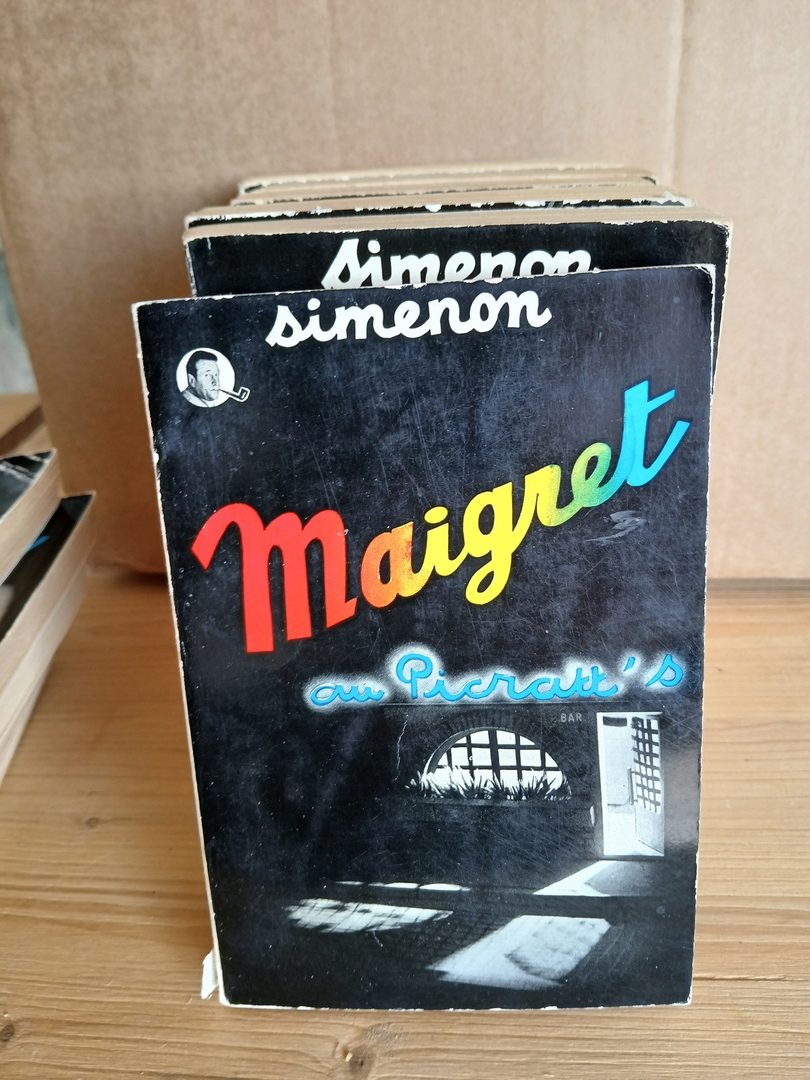 simenon
simenon
Maigret
au Picratt's
BAR